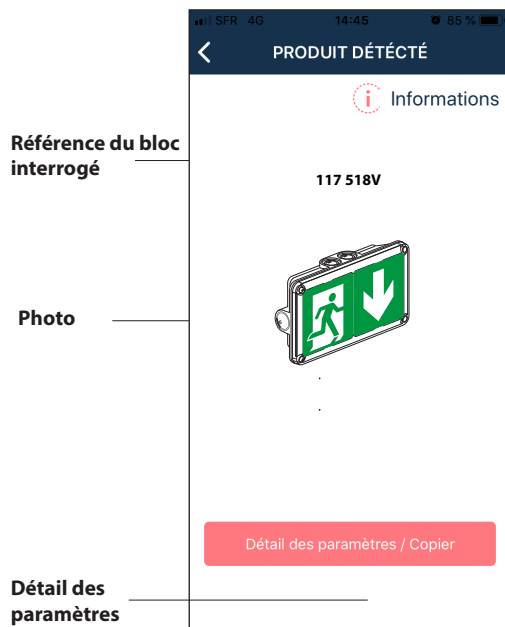 SFR 4G 14:45 85 %
PRODUIT DÉTÉCTÉ
i Informations
Référence du bloc
interrogé
117 518V
Photo
Détail des paramètres / Copier
Détail des
paramètres